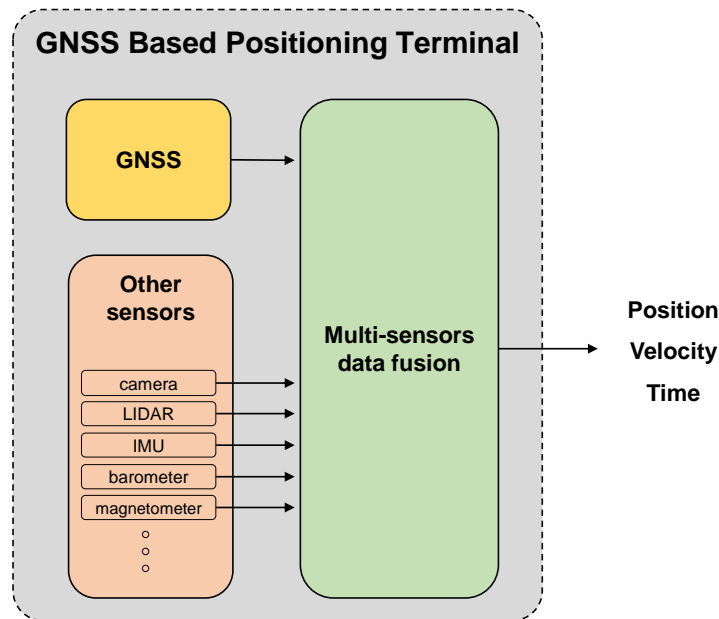 GNSS Based Positioning Terminal
GNSS
Other
sensors
camera
LIDAR
IMU
barometer
magnetometer
Multi-sensors
data fusion
Position
Velocity
Time